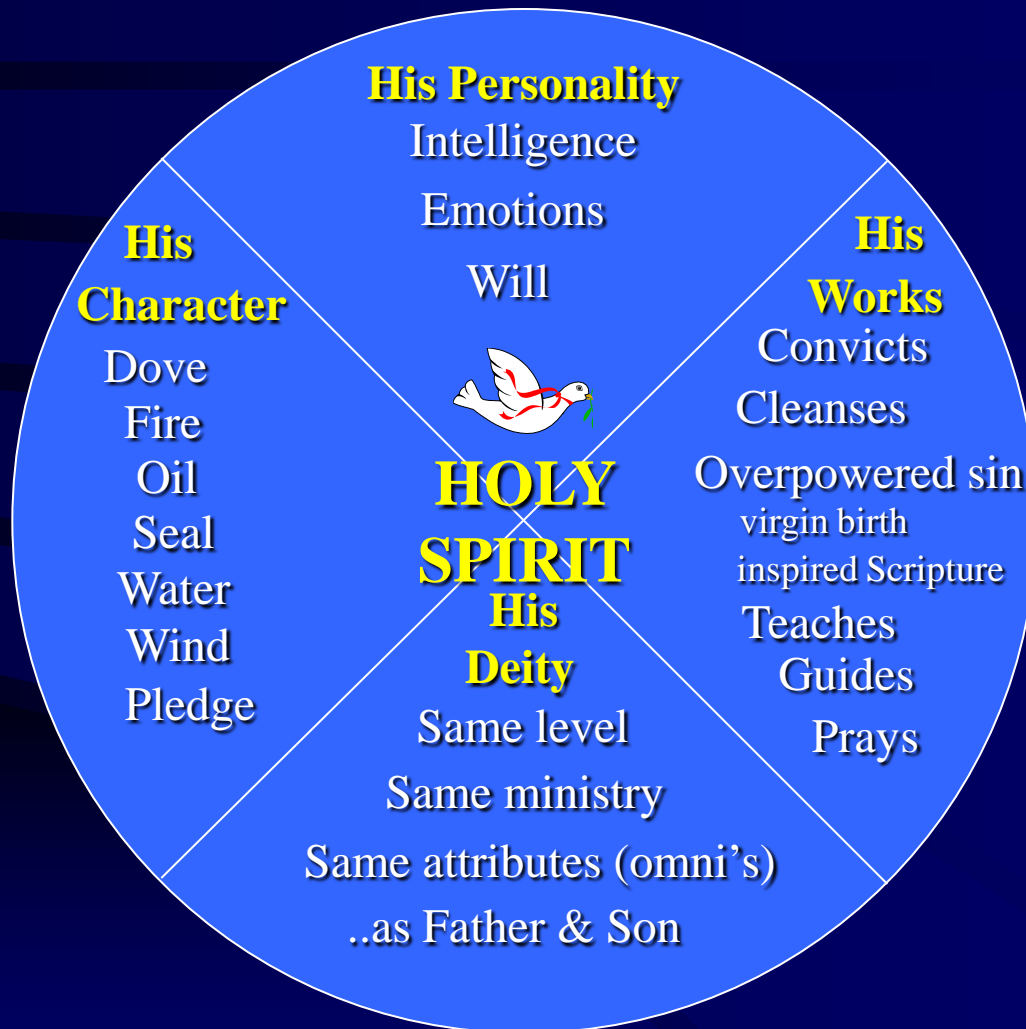 His Personality
Intelligence
Emotions
Will
His
Character
Dove
Fire
Oil
Seal
Water
Wind
Pledge
HOLY
SPIRIT
His
Works
Convicts
Cleanses
Overpowered sin
virgin birth
inspired Scripture
Teaches
Guides
Prays
His
Deity
Same level
Same ministry
Same attributes (omni’s)
..as Father & Son